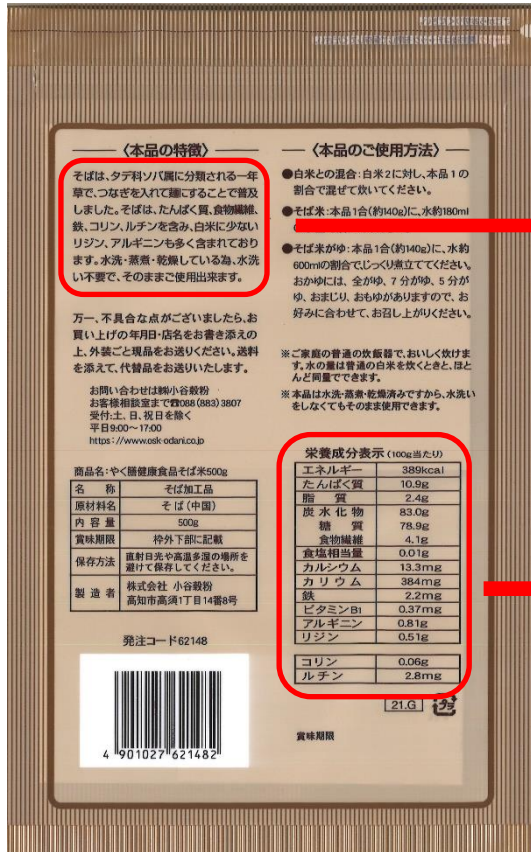 〈本品の特徴〉
そばは、タデ科ソバ属に分類される一年
草で、つなぎを入れて麺にすることで普及
しました。そばは、たんぱく質、食物繊維、
鉄、コリン、ルチンを含み、白米に少ない
リジン、アルギニンも多く含まれており
ます。水洗・蒸煮・乾燥している為、水洗
い不要で、そのままご使用出来ます。
万一、不具合な点がございましたら、お
買い上げの年月日・店名をお書き添えの
上、外装ごと現品をお送りください。送料
を添えて、代替品をお送りいたします。
お問い合わせは㈱小谷穀粉
お客様相談室まで☎088(883)3807
受付:土、日、祝日を除く
平日9:00〜17:00
https://www.osk-odani.co.jp
商品名:やく膳健康食品そば米500g
名称 そば加工品
原材料名 そば(中国)
内容量 500g
賞味期限 枠外下部に記載
保存方法 直射日光や高温多湿の場所を
避けて保存してください。
製造者 株式会社 小谷穀粉
高知市高須1丁目14番8号
発注コード62148
4 901027 621482
〈本品のご使用方法〉
●白米との混合:白米2に対し、本品1の
割合で混ぜて炊いてください。
●そば米:本品1合(約140g)に、水約180ml
●そば米がゆ:本品1合(約140g)に、水約
600mlの割合でじっくり煮立ててください。
おかゆには、全がゆ、7分がゆ、5分が
ゆ、おまじり、おもゆがありますので、お
好みに合わせて、お召し上がりください。
※ご家庭の普通の炊飯器で、おいしく炊けま
す。水の量は普通の白米を炊くときと、ほと
んど同量でできます。
※本品は水洗・蒸煮・乾燥済みですから、水洗い
をしなくてもそのまま使用できます。
栄養成分表示(100g当たり)
エネルギー 389kcal
たんぱく質 10.9g
脂質 2.4g
炭水化物 83.0g
糖質 78.9g
食物繊維 4.1g
食塩相当量 0.01g
カルシウム 13.3mg
カリウム 384mg
鉄 2.2mg
ビタミンB1 0.37mg
アルギニン 0.81g
リジン 0.51g
コリン 0.06g
ルチン 2.8mg
21.G
プラ
賞味期限